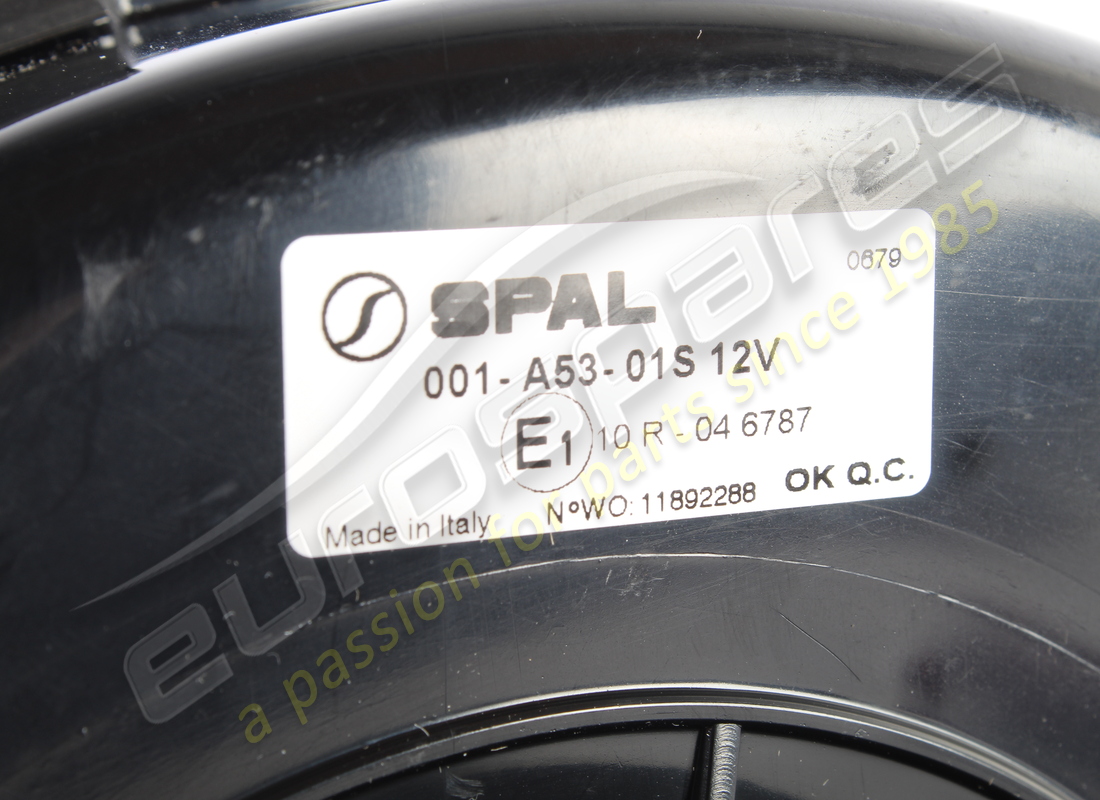 SPAL 0679
001-A53-01S 12V
E1 10 R - 04 6787
N°WO: 11892288 OK Q.C.
Made in Italy
eurospares
a passion for parts since 1985